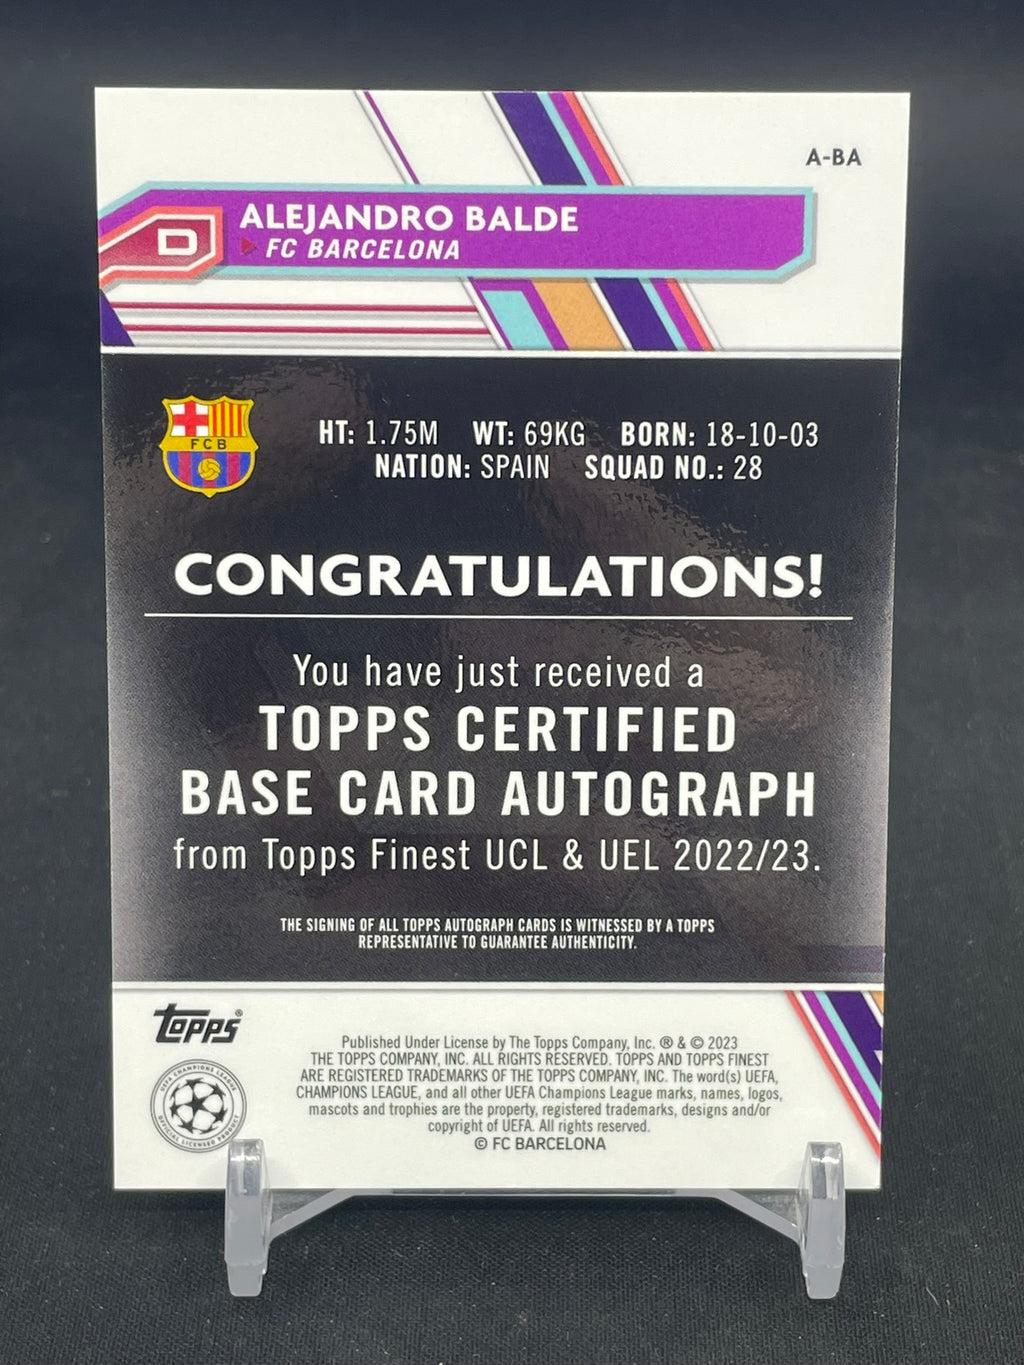 A-BA
D
ALEJANDRO BALDE
FC BARCELONA
FCB
HT: 1.75M WT: 69KG BORN: 18-10-03
NATION: SPAIN SQUAD NO.: 28
CONGRATULATIONS!
You have just received a
TOPPS CERTIFIED
BASE CARD AUTOGRAPH
from Topps Finest UCL & UEL 2022/23.
THE SIGNING OF ALL TOPPS AUTOGRAPH CARDS IS WITNESSED BY A TOPPS
REPRESENTATIVE TO GUARANTEE AUTHENTICITY.
topps®
UEFA CHAMPIONS LEAGUE
OFFICIAL LICENSED PRODUCT
Published Under License by The Topps Company, Inc. ® & © 2023
THE TOPPS COMPANY, INC. ALL RIGHTS RESERVED. TOPPS AND TOPPS FINEST
ARE REGISTERED TRADEMARKS OF THE TOPPS COMPANY, INC. The word(s) UEFA,
CHAMPIONS LEAGUE, and all other UEFA Champions League marks, names, logos,
mascots and trophies are the property, registered trademarks, designs and/or
copyright of UEFA. All rights reserved.
© FC BARCELONA